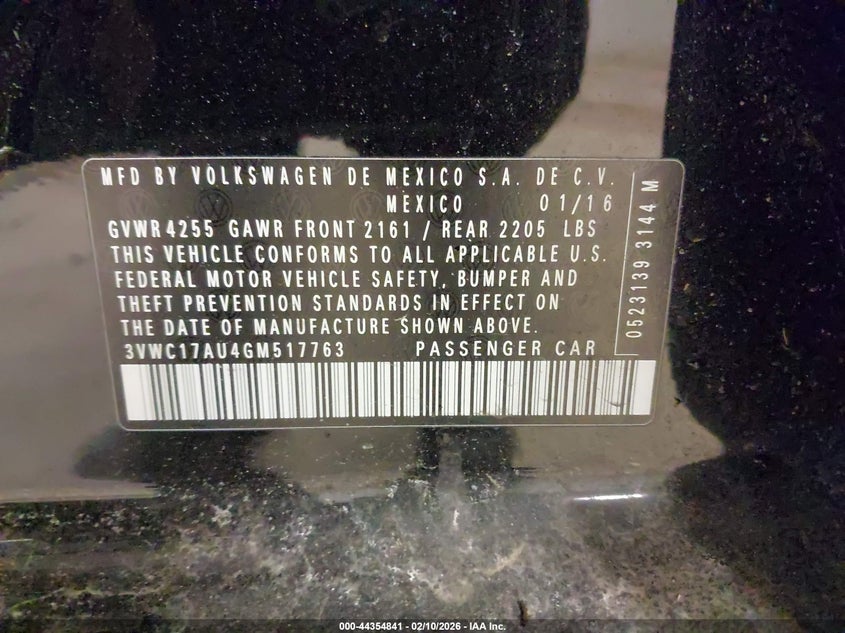 MFD BY VOLKSWAGEN DE MEXICO S.A. DE C.V.
MEXICO 01/16
GVWR 4255 GAWR FRONT 2161 / REAR 2205 LBS
THIS VEHICLE CONFORMS TO ALL APPLICABLE U.S.
FEDERAL MOTOR VEHICLE SAFETY, BUMPER AND
THEFT PREVENTION STANDARDS IN EFFECT ON
THE DATE OF MANUFACTURE SHOWN ABOVE.
3VWC17AU4GM517763 PASSENGER CAR
0523139 3144 M
000-44354841 - 02/10/2026 - IAA Inc.